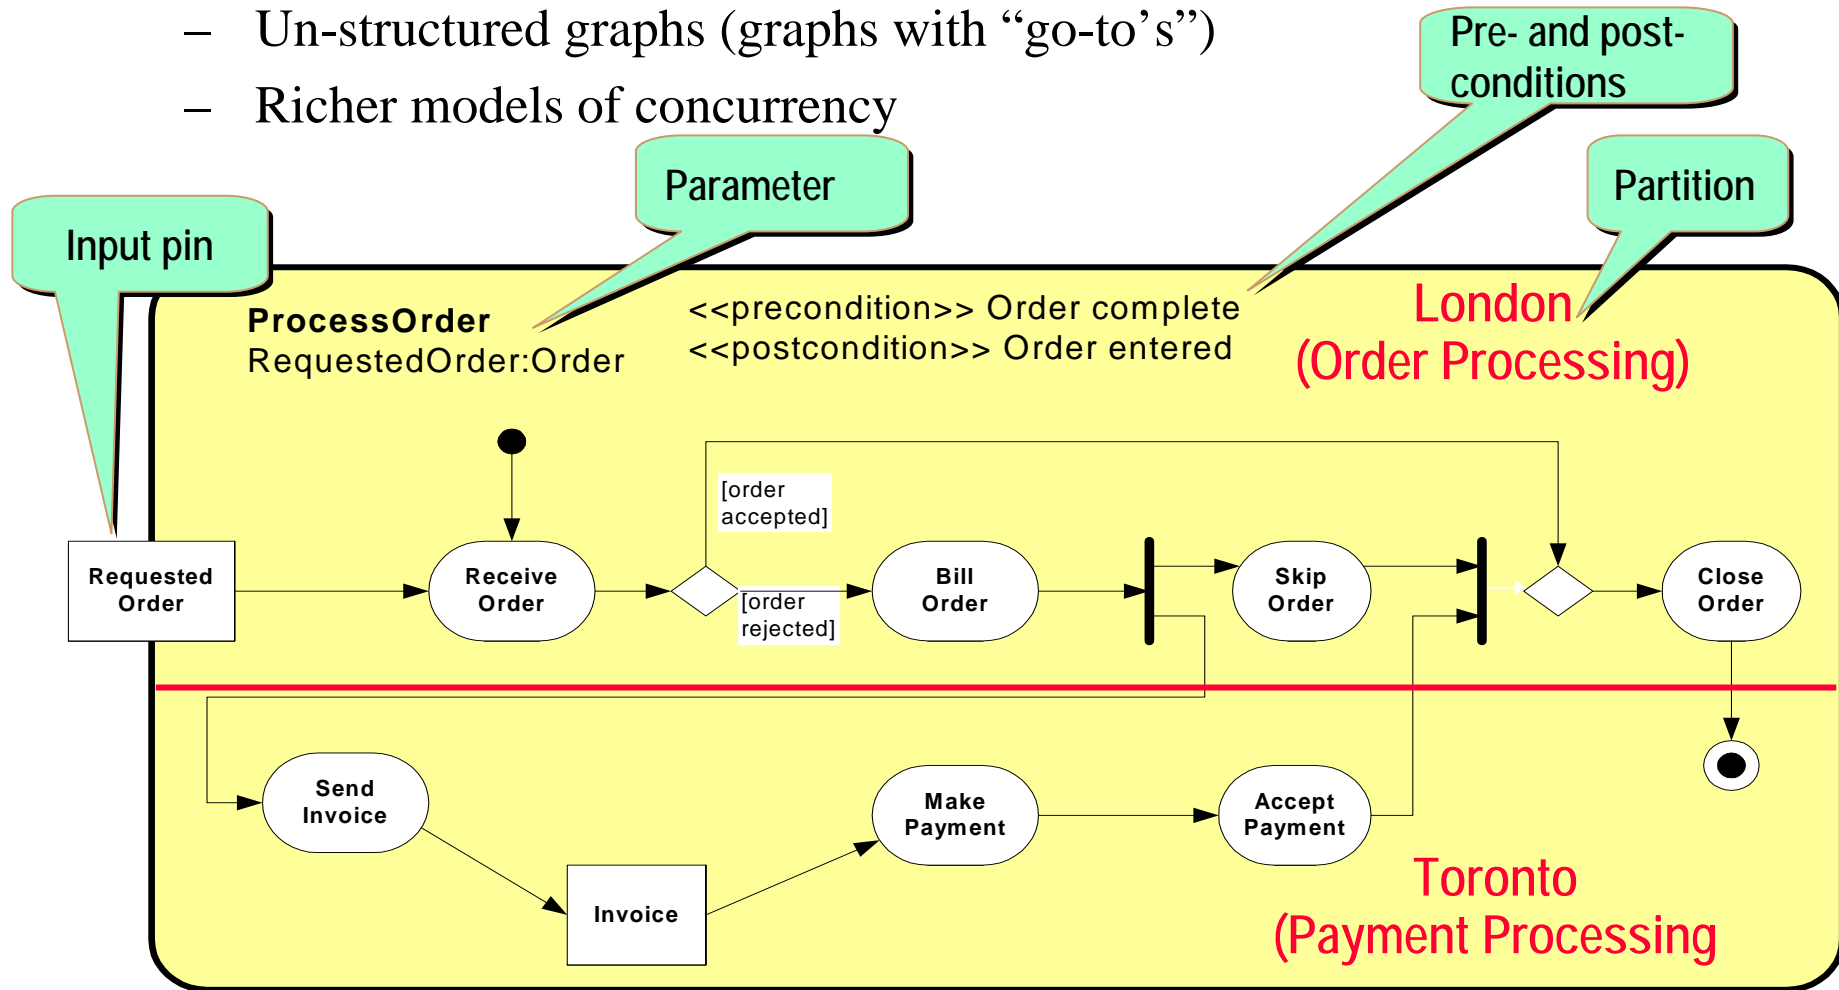 – Un-structured graphs (graphs with “go-to’s”)
– Richer models of concurrency
Pre- and post-
conditions
Parameter
Partition
Input pin
ProcessOrder
RequestedOrder:Order
<<precondition>> Order complete
<<postcondition>> Order entered
London
(Order Processing)
[order
accepted]
Requested
Order
Receive
Order
[order
rejected]
Bill
Order
Skip
Order
Close
Order
Send
Invoice
Invoice
Make
Payment
Accept
Payment
Toronto
(Payment Processing